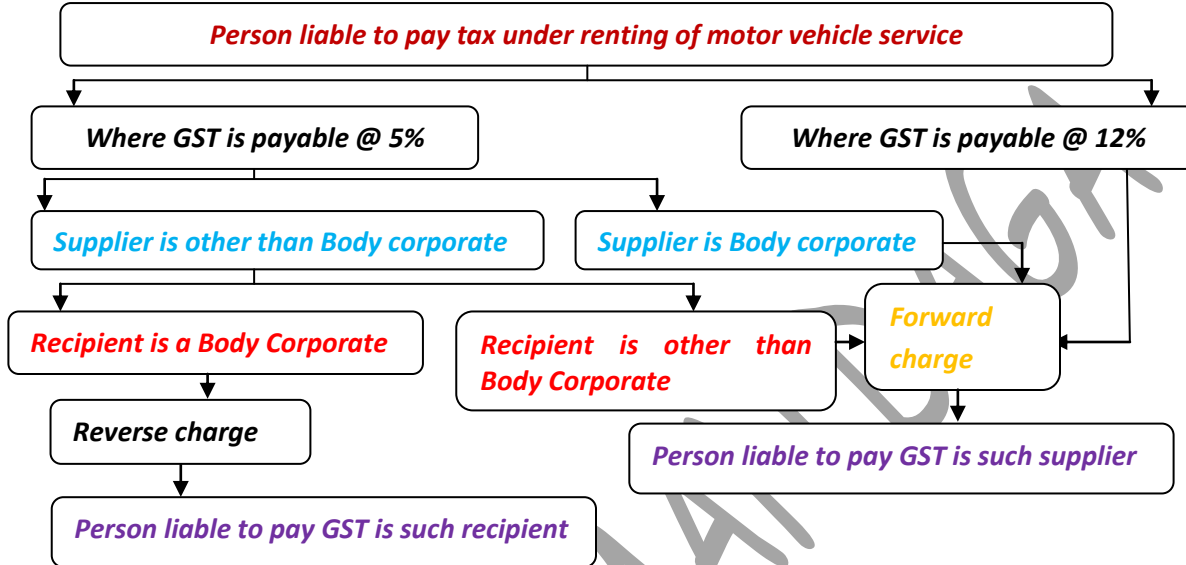 Person liable to pay tax under renting of motor vehicle service
Where GST is payable @ 5%
Where GST is payable @ 12%
Supplier is other than Body corporate
Supplier is Body corporate
Recipient is a Body Corporate
Recipient is other than
Body Corporate
Forward
charge
Reverse charge
Person liable to pay GST is such supplier
Person liable to pay GST is such recipient